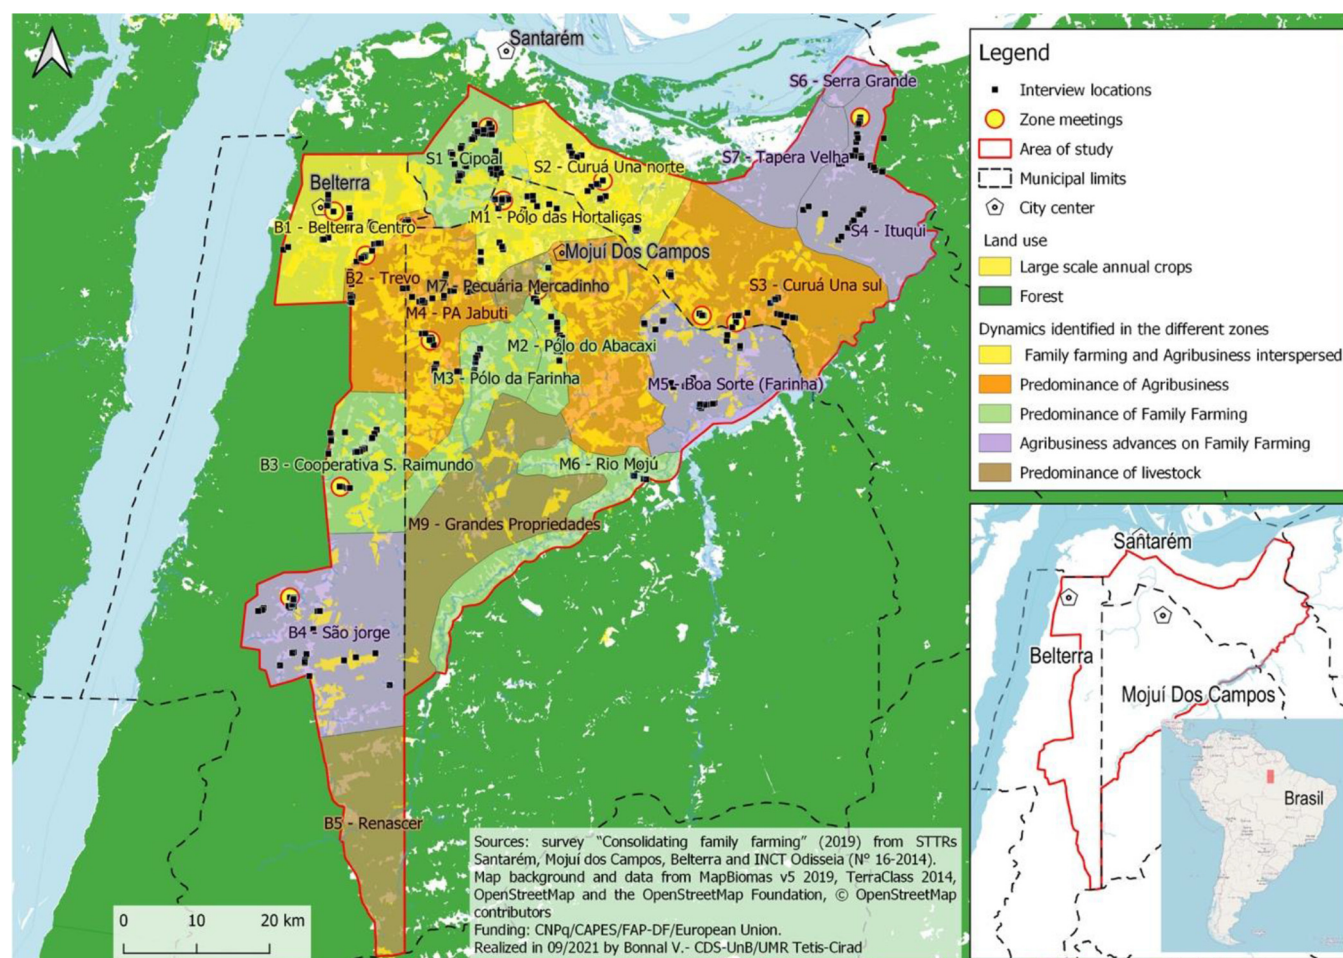 Santarém
S6 - Serra Grande
S1 - Cipoal
S7 - Tapera Velha
S2 - Curuá Una norte
Belterra
M1 - Pólo das Hortaliças
B1 - Belterra Centro
S4 - Ituqui
Mojuí Dos Campos
B2 - Trevo
M7 - Pecuária Mercadinho
S3 - Curuá Una sul
M4 - PA Jabuti
M2 - Pólo do Abacaxi
M3 - Pólo da Farinha
M5 - Boa Sorte (Farinha)
B3 - Cooperativa S. Raimundo
M6 - Rio Mojú
M9 - Grandes Propriedades
B4 - São jorge
B5 - Renascer
0 10 20 km
Sources: survey "Consolidating family farming" (2019) from STTRs
Santarém, Mojuí dos Campos, Belterra and INCT Odisseia (N° 16-2014).
Map background and data from MapBiomas v5 2019, TerraClass 2014,
OpenStreetMap and the OpenStreetMap Foundation, © OpenStreetMap
contributors
Funding: CNPq/CAPES/FAP-DF/European Union.
Realized in 09/2021 by Bonnal V.- CDS-UnB/UMR Tetis-Cirad
Legend
Interview locations
Zone meetings
Area of study
Municipal limits
City center
Land use
Large scale annual crops
Forest
Dynamics identified in the different zones
Family farming and Agribusiness interspersed
Predominance of Agribusiness
Predominance of Family Farming
Agribusiness advances on Family Farming
Predominance of livestock
Santarém
Belterra
Mojuí Dos Campos
Brasil